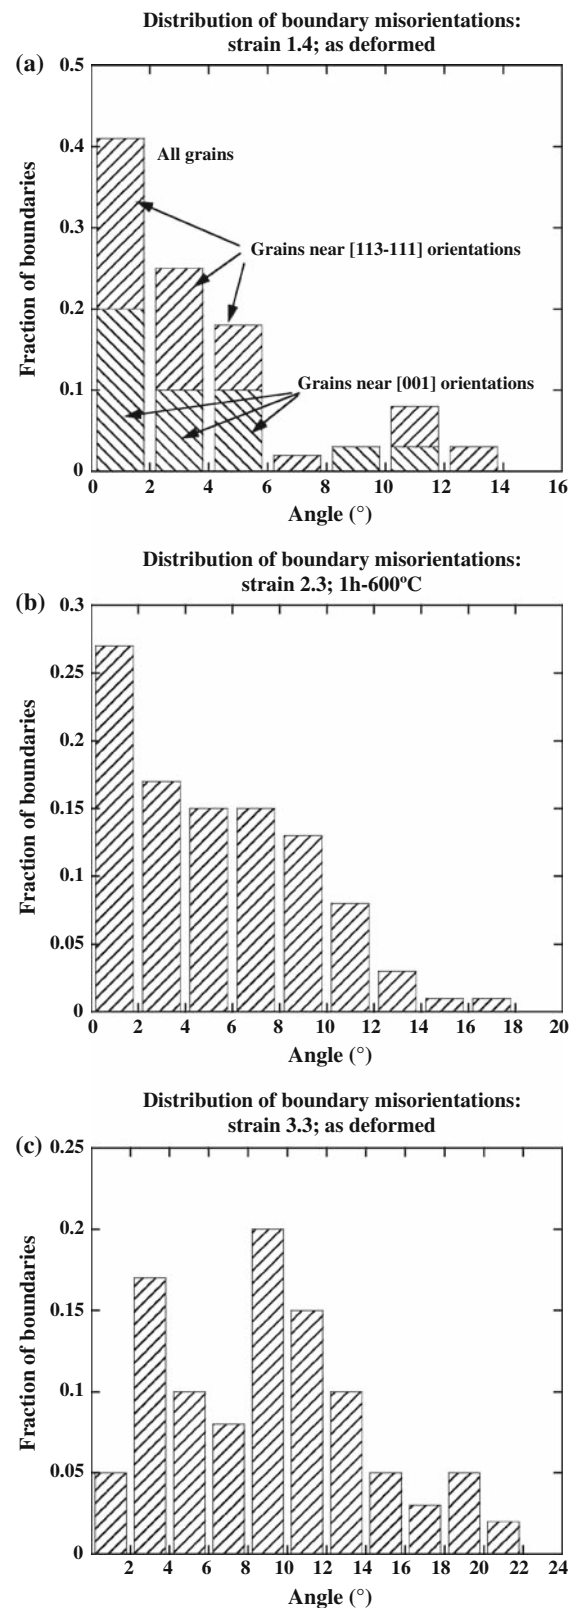 Distribution of boundary misorientations:
strain 1.4; as deformed
(a)
0.5
0.4
0.3
0.2
0.1
0
Fraction of boundaries
All grains
Grains near [113-111] orientations
Grains near [001] orientations
0 2 4 6 8 10 12 14 16
Angle (°)
Distribution of boundary misorientations:
strain 2.3; 1h-600ºC
(b)
0.3
0.25
0.2
0.15
0.1
0.05
0
Fraction of boundaries
0 2 4 6 8 10 12 14 16 18 20
Angle (°)
Distribution of boundary misorientations:
strain 3.3; as deformed
(c)
0.25
0.2
0.15
0.1
0.05
0
Fraction of boundaries
2 4 6 8 10 12 14 16 18 20 22 24
Angle (°)